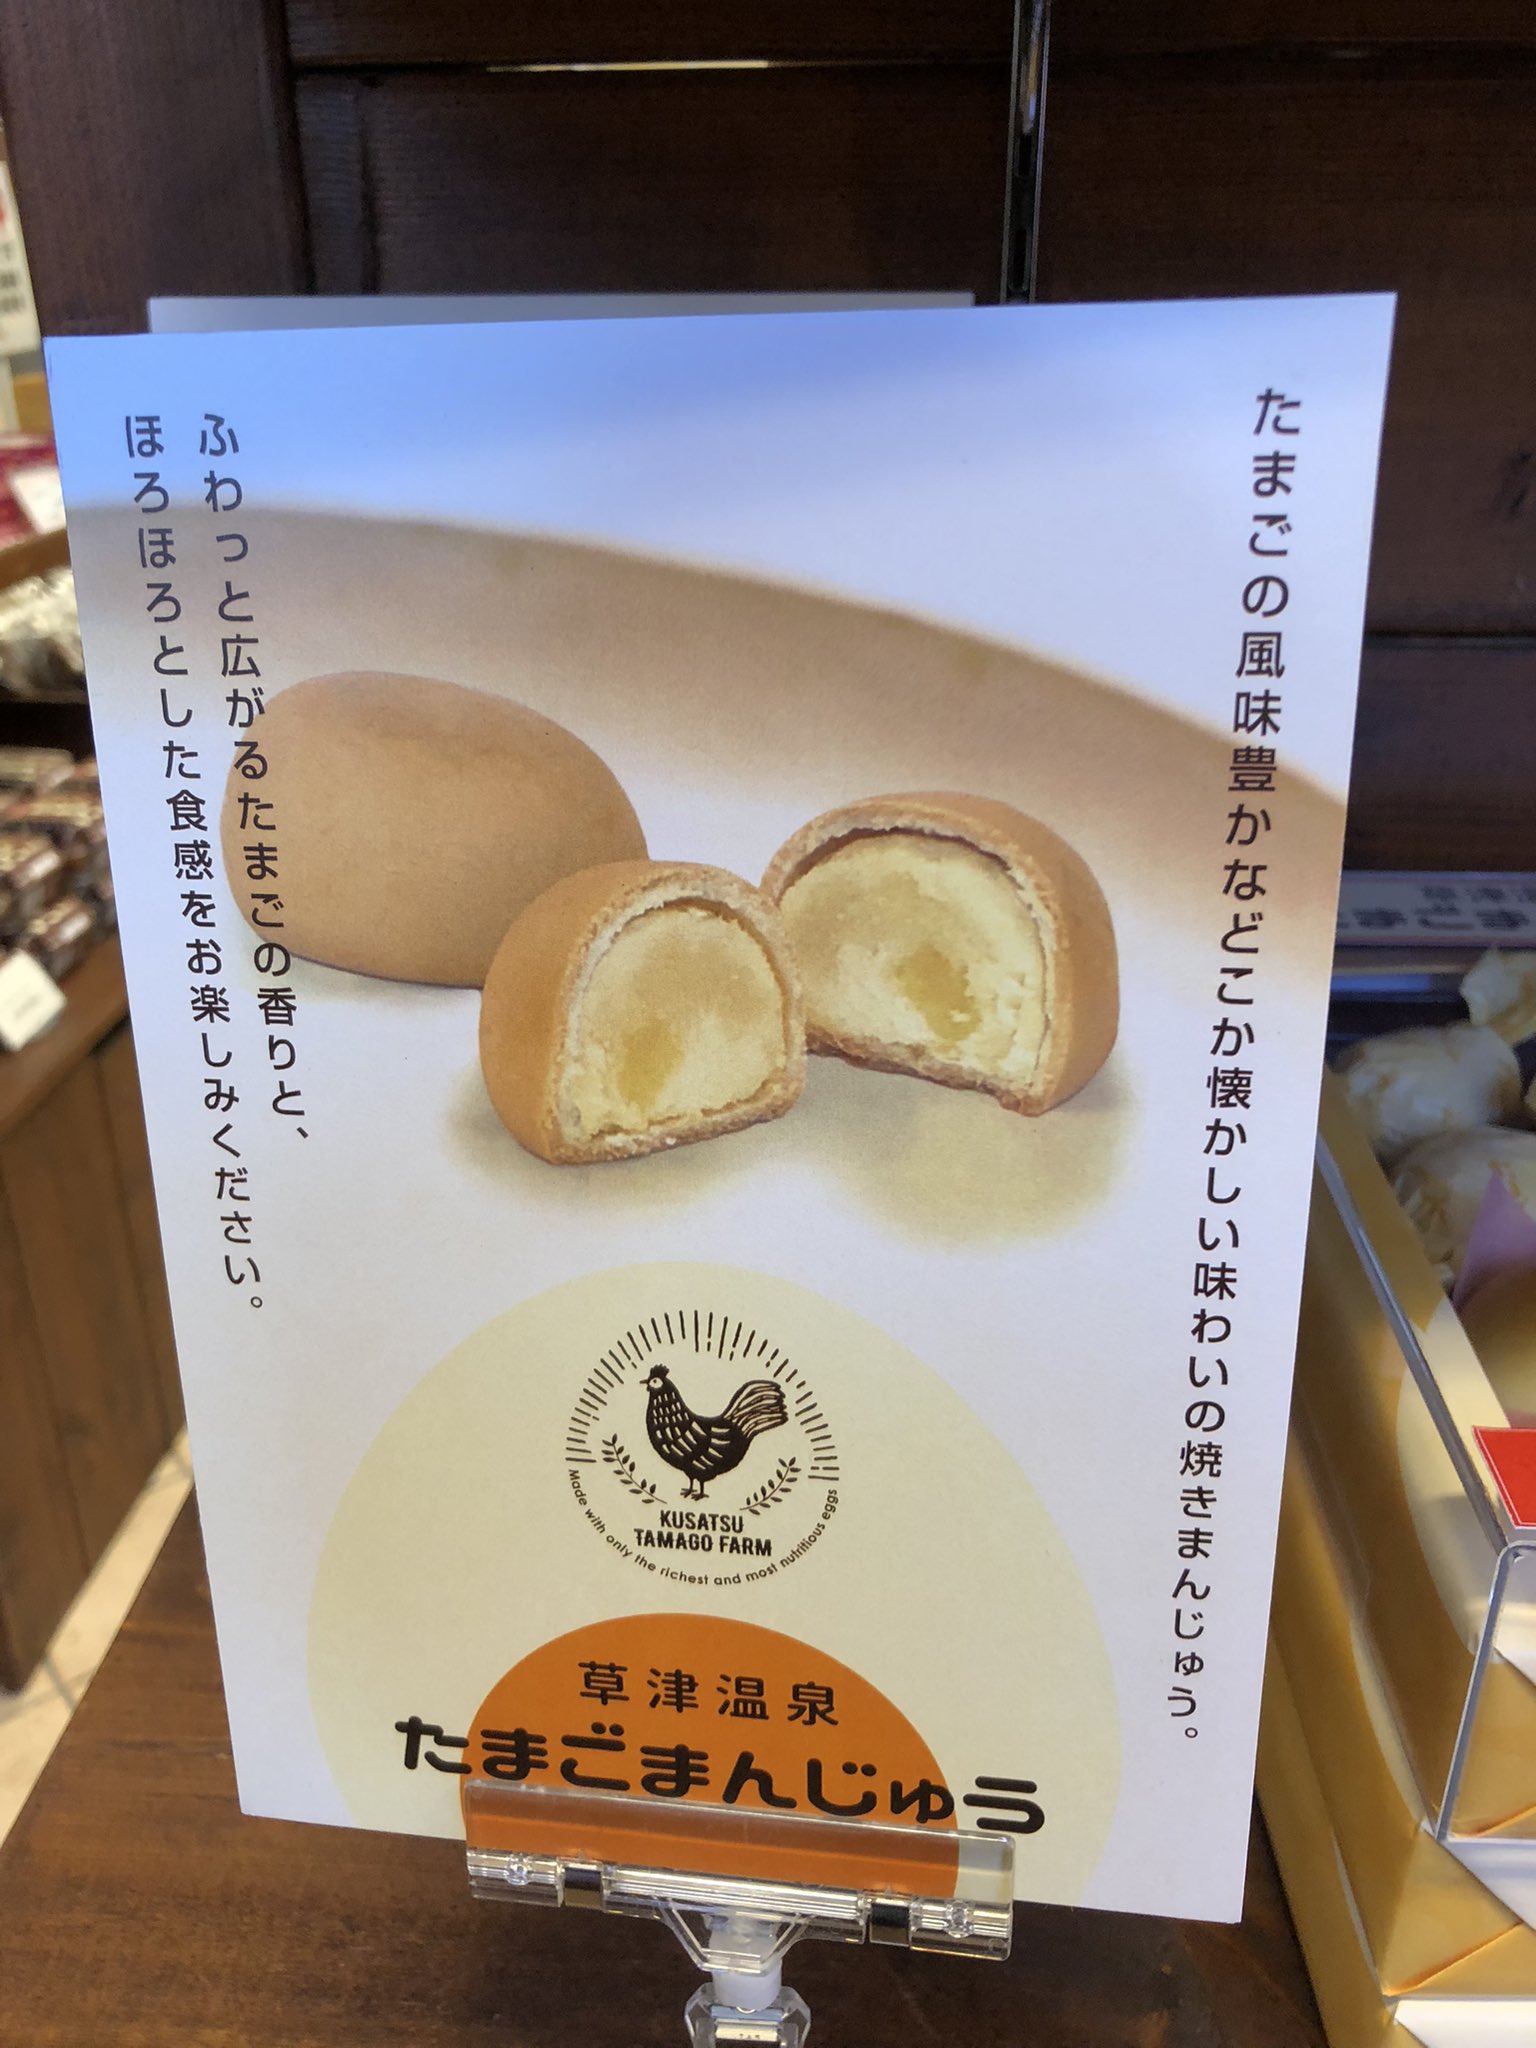 たまごの風味豊かなどこか懐かしい味わいの焼きまんじゅう。
ふわっと広がるたまごの香りと、
ほろほろとした食感をお楽しみください。
KUSATSU
TAMAGO FARM
Made with only the richest and most nutritious eggs
草津温泉
たまごまんじゅう